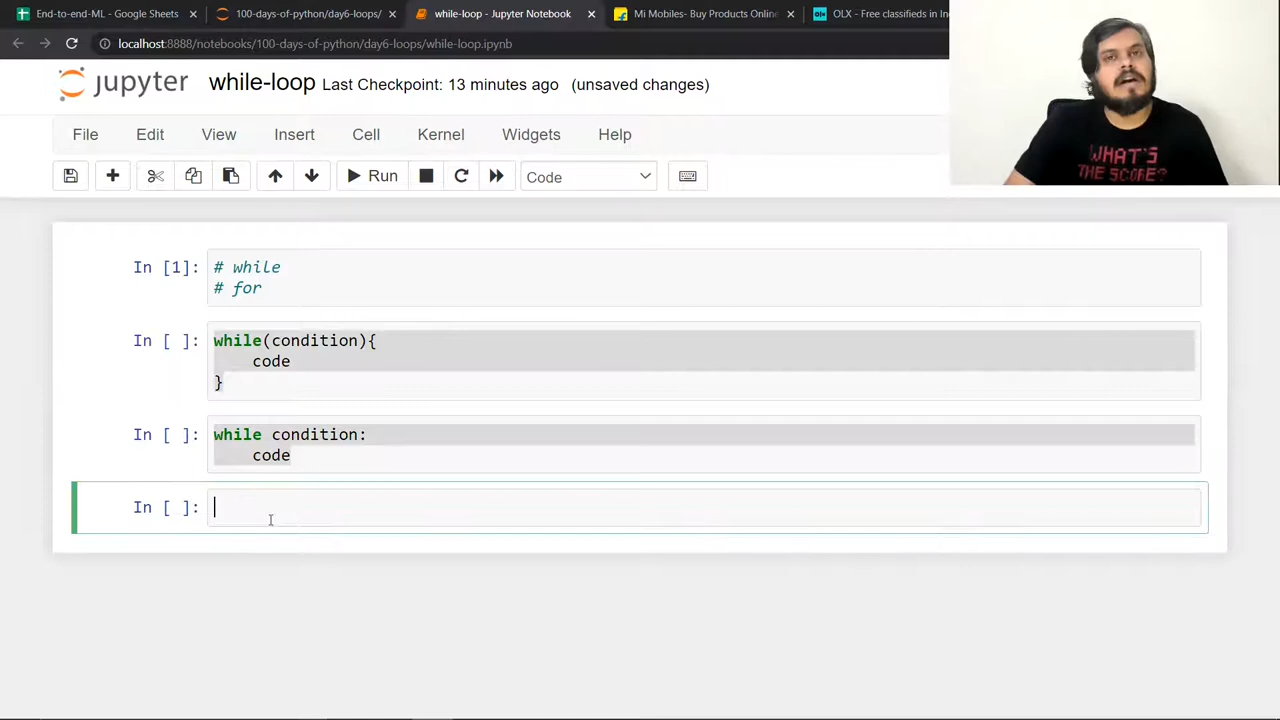 End-to-end-ML - Google Sheets
100-days-of-python/day6-loops/
while-loop - Jupyter Notebook
Mi Mobiles- Buy Products Online
OLX - Free classifieds in In
localhost:8888/notebooks/100-days-of-python/day6-loops/while-loop.ipynb
jupyter while-loop Last Checkpoint: 13 minutes ago (unsaved changes)
File Edit View Insert Cell Kernel Widgets Help
Run Code
In [1]: # while
# for
In [ ]: while(condition){
code
}
In [ ]: while condition:
code
In [ ]:
WHAT'S
THE SCORE?